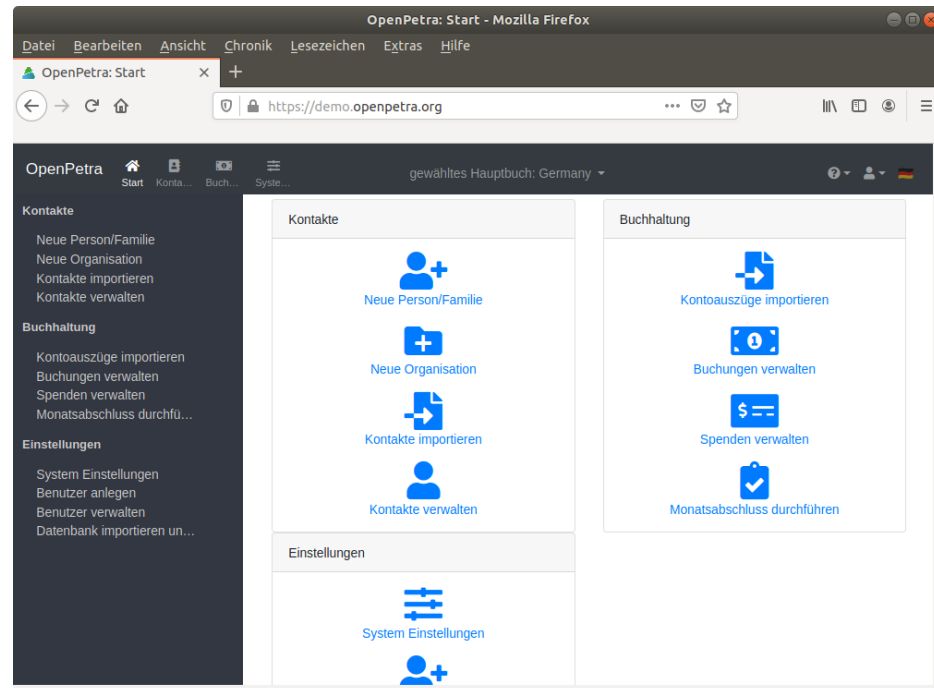 OpenPetra: Start - Mozilla Firefox
Datei Bearbeiten Ansicht Chronik Lesezeichen Extras Hilfe
OpenPetra: Start
https://demo.openpetra.org
OpenPetra
Start Konta... Buch... Syste...
gewähltes Hauptbuch: Germany
Kontakte
Neue Person/Familie
Neue Organisation
Kontakte importieren
Kontakte verwalten
Buchhaltung
Kontoauszüge importieren
Buchungen verwalten
Spenden verwalten
Monatsabschluss durchfü...
Einstellungen
System Einstellungen
Benutzer anlegen
Benutzer verwalten
Datenbank importieren un...
Kontakte
Neue Person/Familie
Neue Organisation
Kontakte importieren
Kontakte verwalten
Buchhaltung
Kontoauszüge importieren
Buchungen verwalten
Spenden verwalten
Monatsabschluss durchführen
Einstellungen
System Einstellungen